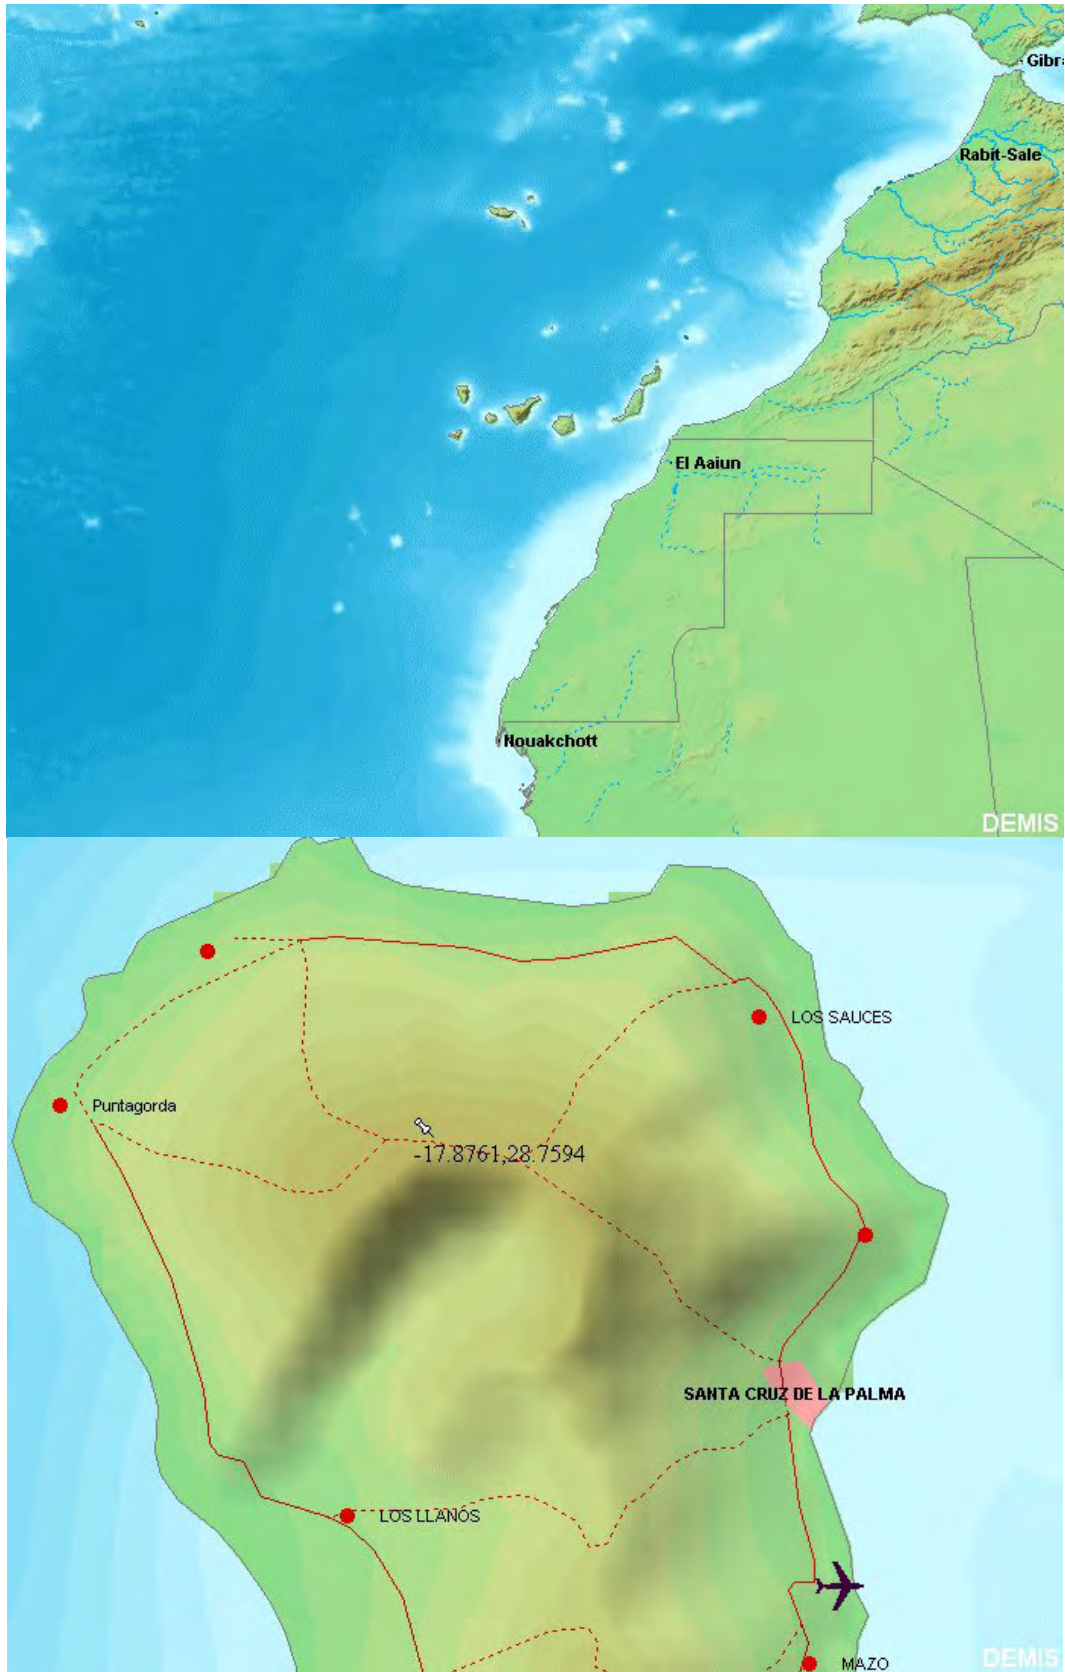 Gibr
Rabit-Sale
El Aaiun
Nouakchott
DEMIS
LOS SAUCES
Puntagorda
-17.8761,28.7594
SANTA CRUZ DE LA PALMA
LOS LLANOS
MAZO
DEMIS